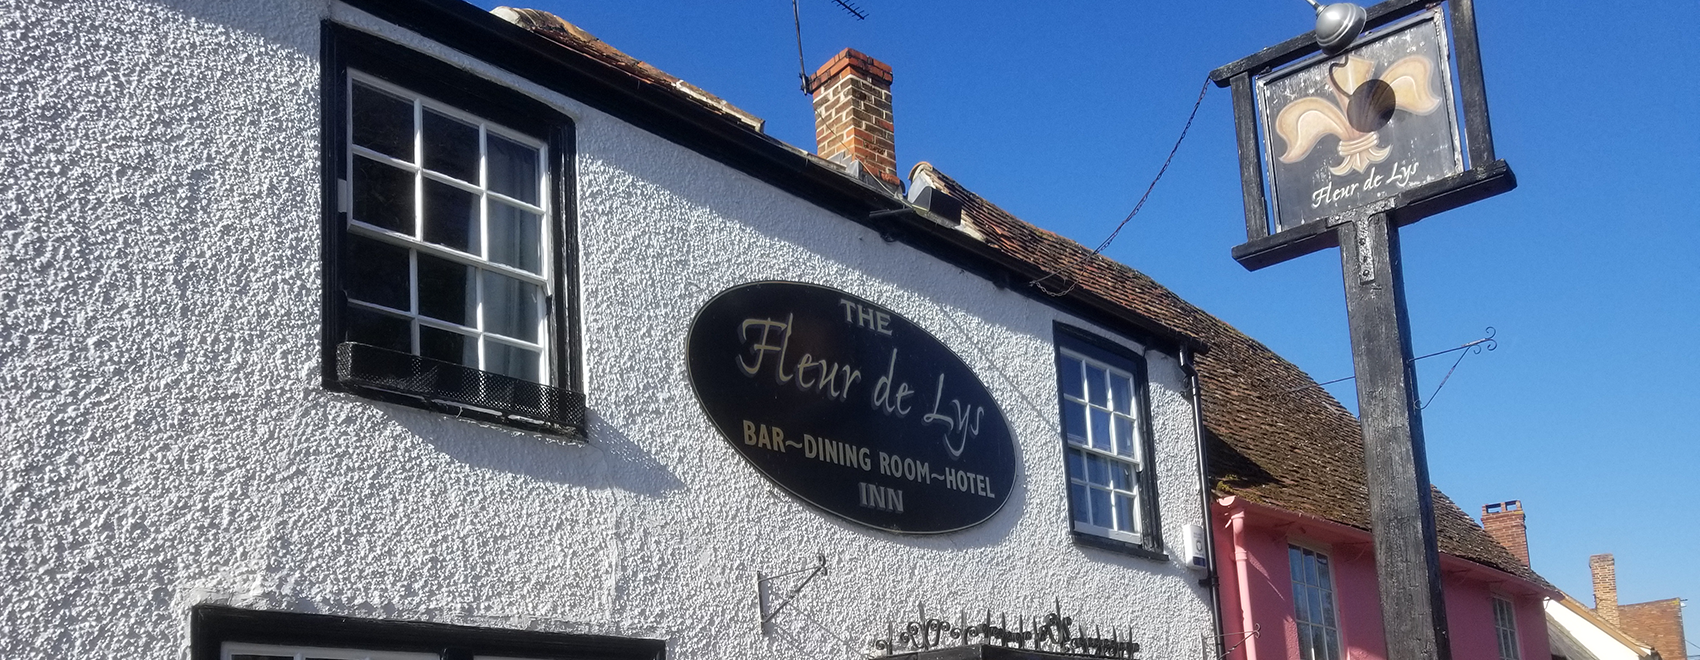 THE
Fleur de Lys
BAR~DINING ROOM~HOTEL
INN
Fleur de Lys